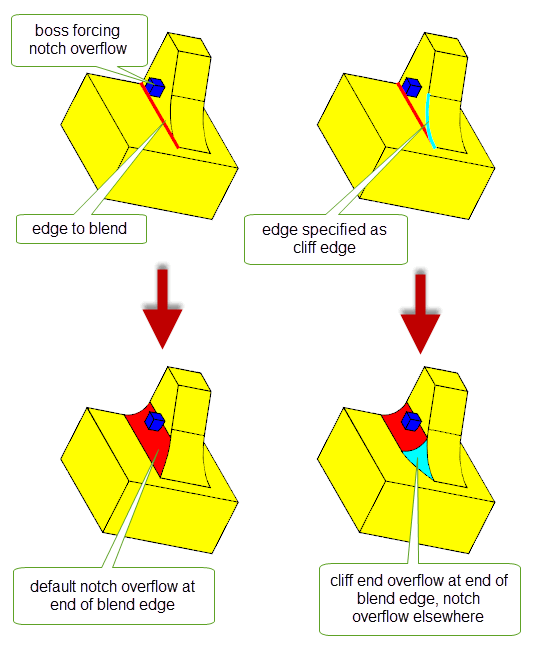 boss forcing
notch overflow
edge to blend
edge specified as
cliff edge
default notch overflow at
end of blend edge
cliff end overflow at end of
blend edge, notch
overflow elsewhere